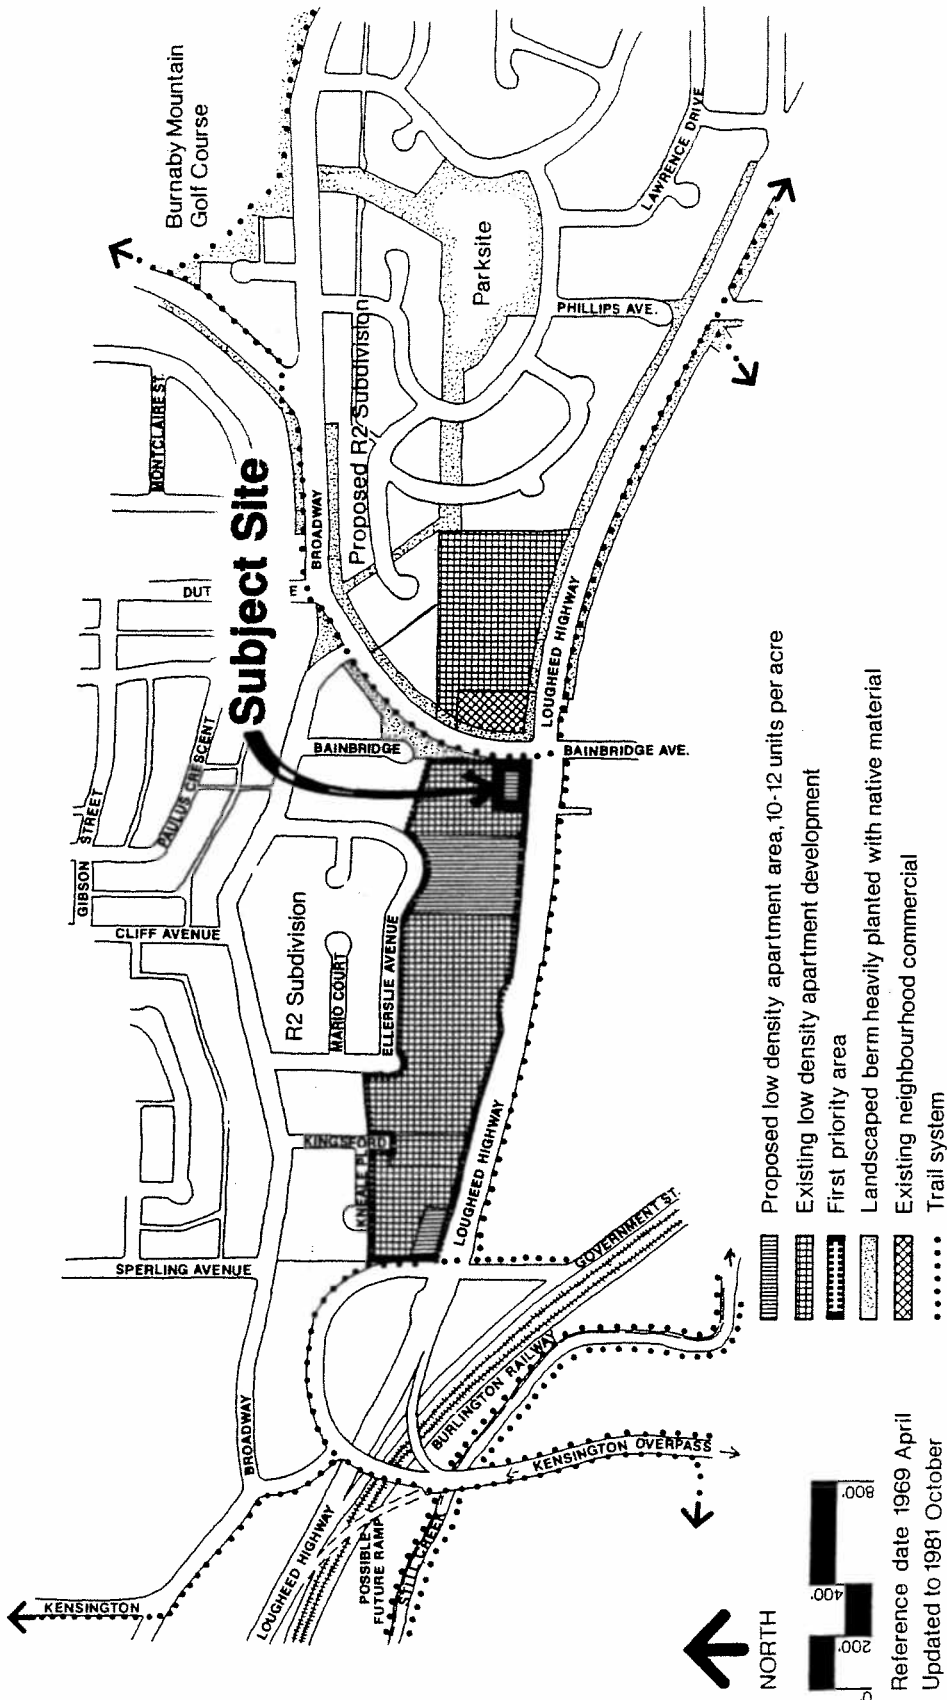 Burnaby Mountain
Golf Course
MONTCLAIRE ST.
Subject Site
BROADWAY
Proposed R2 Subdivision
Parksite
LAWRENCE DRIVE
PHILLIPS AVE.
DUT
E
LOUGHEED HIGHWAY
BAINBRIDGE
BAINBRIDGE AVE.
STREET
GIBSON
PAULUS CRESCENT
CLIFF AVENUE
R2 Subdivision
MARIO COURT
ELLERSLIE AVENUE
KINGSFORD
KNEALE PL.
LOUGHEED HIGHWAY
SPERLING AVENUE
GOVERNMENT ST.
BURLINGTON RAILWAY
BROADWAY
KENSINGTON OVERPASS
LOUGHEED HIGHWAY
POSSIBLE
FUTURE RAMP
STILL CREEK
KENSINGTON
Proposed low density apartment area, 10-12 units per acre
Existing low density apartment development
First priority area
Landscaped berm heavily planted with native material
Existing neighbourhood commercial
Trail system
NORTH
0
200'
400'
800'
Reference date 1969 April
Updated to 1981 October